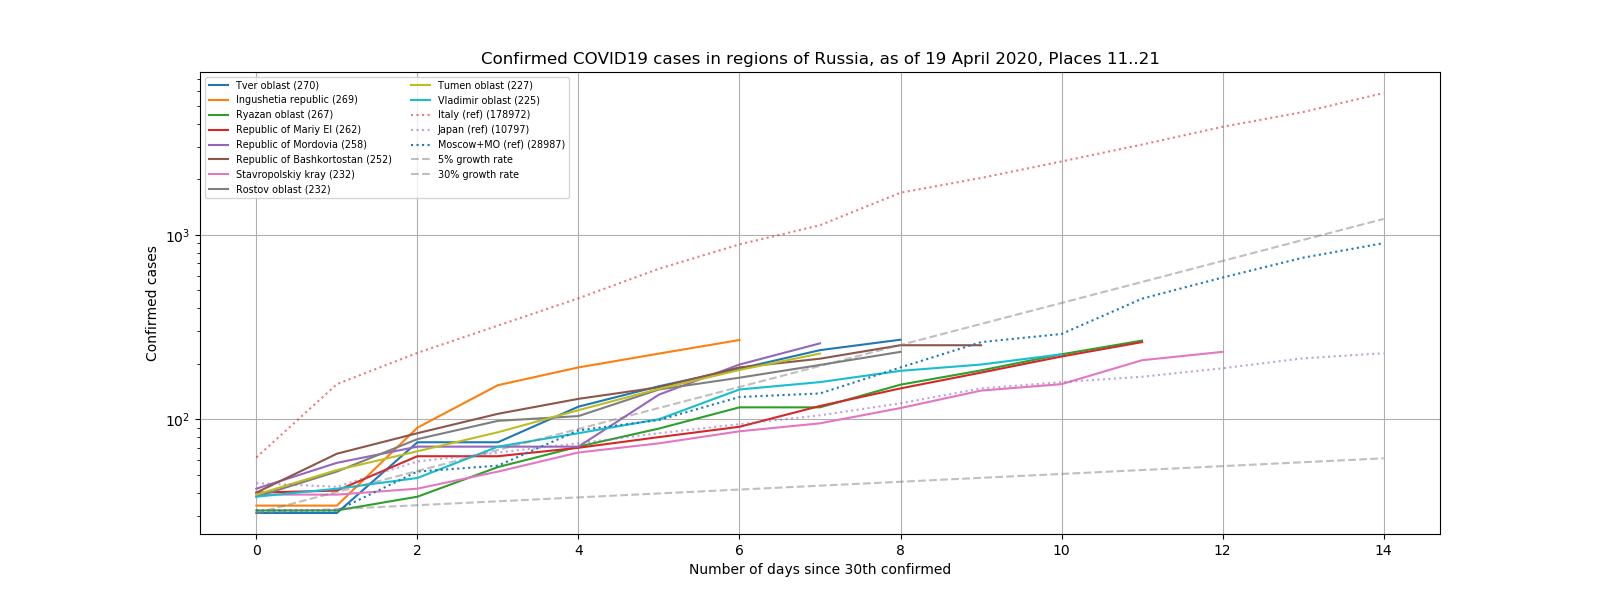 Confirmed COVID19 cases in regions of Russia, as of 19 April 2020, Places 11..21
Tver oblast (270)
Ingushetia republic (269)
Ryazan oblast (267)
Republic of Mariy El (262)
Republic of Mordovia (258)
Republic of Bashkortostan (252)
Stavropolskiy kray (232)
Rostov oblast (232)
Tumen oblast (227)
Vladimir oblast (225)
Italy (ref) (178972)
Japan (ref) (10797)
Moscow+MO (ref) (28987)
5% growth rate
30% growth rate
Confirmed cases
10³
10²
0 2 4 6 8 10 12 14
Number of days since 30th confirmed